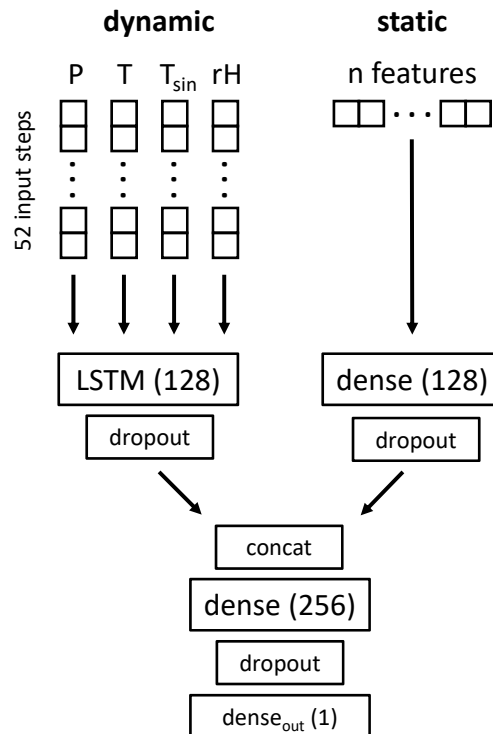 dynamic static
P T T_sin rH n features
52 input steps
LSTM (128) dense (128)
dropout dropout
concat
dense (256)
dropout
dense_out (1)